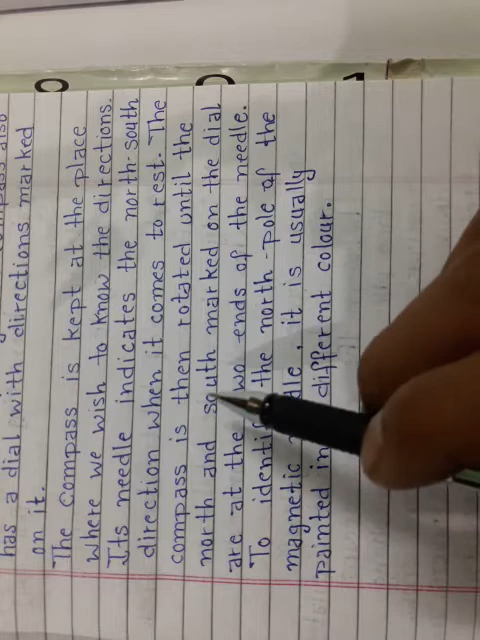 has a dial with directions marked
on it.
The compass is kept at the place
where we wish to know the directions.
Its needle indicates the north-south
direction when it comes to rest. The
compass is then rotated until the
north and south marked on the dial
are at the two ends of the needle.
To identify the north-pole of the
magnetic needle, it is usually
painted in different colour.